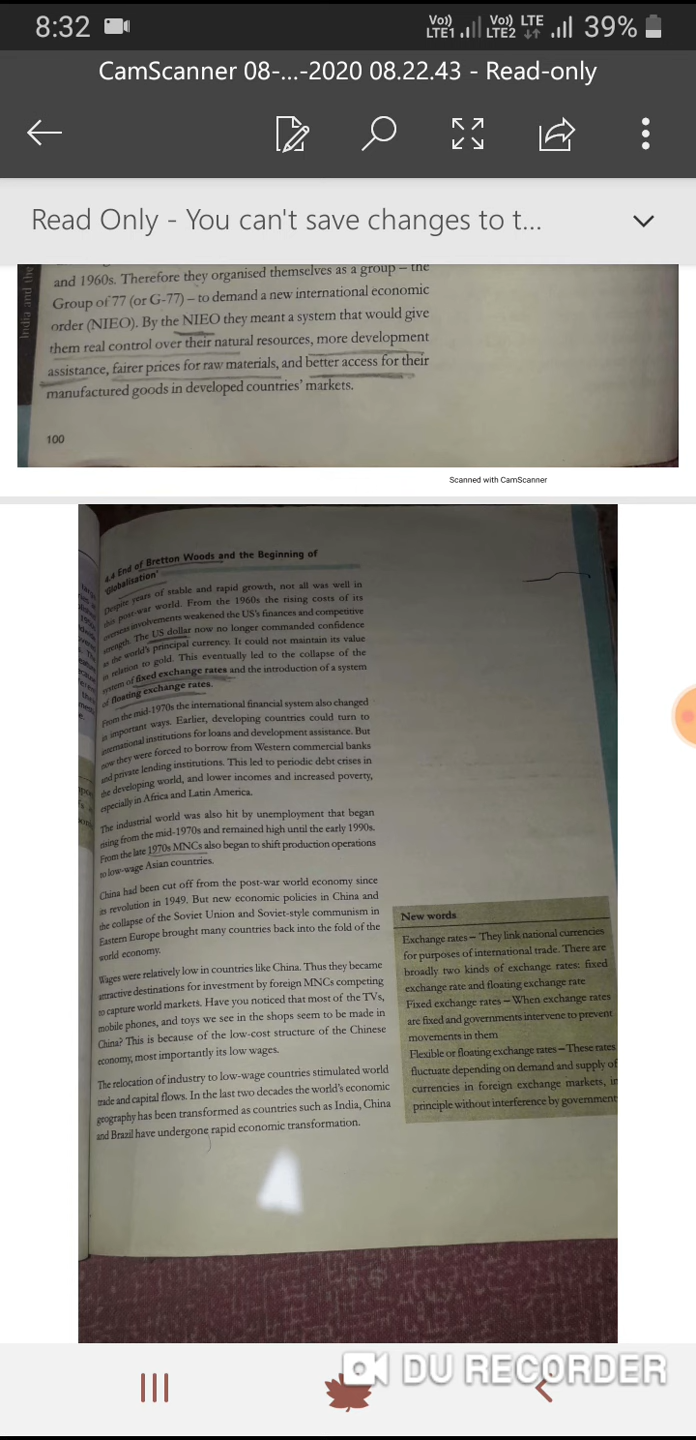 8:32
Vo)) LTE1 Vo)) LTE2 LTE 39%
CamScanner 08-...-2020 08.22.43 - Read-only
Read Only - You can't save changes to t...
India and the
and 1960s. Therefore they organised themselves as a group – the
Group of 77 (or G-77) – to demand a new international economic
order (NIEO). By the NIEO they meant a system that would give
them real control over their natural resources, more development
assistance, fairer prices for raw materials, and better access for their
manufactured goods in developed countries' markets.
100
Scanned with CamScanner
4.4 End of Bretton Woods and the Beginning of
'Globalisation'
Despite years of stable and rapid growth, not all was well in
this post-war world. From the 1960s the rising costs of its
overseas involvements weakened the US's finances and competitive
strength. The US dollar now no longer commanded confidence
as the world's principal currency. It could not maintain its value
in relation to gold. This eventually led to the collapse of the
system of fixed exchange rates and the introduction of a system
of floating exchange rates.
From the mid-1970s the international financial system also changed
in important ways. Earlier, developing countries could turn to
international institutions for loans and development assistance. But
now they were forced to borrow from Western commercial banks
and private lending institutions. This led to periodic debt crises in
the developing world, and lower incomes and increased poverty,
especially in Africa and Latin America.
The industrial world was also hit by unemployment that began
rising from the mid-1970s and remained high until the early 1990s.
From the late 1970s MNCs also began to shift production operations
to low-wage Asian countries.
China had been cut off from the post-war world economy since
its revolution in 1949. But new economic policies in China and
the collapse of the Soviet Union and Soviet-style communism in
Eastern Europe brought many countries back into the fold of the
world economy.
Wages were relatively low in countries like China. Thus they became
attractive destinations for investment by foreign MNCs competing
to capture world markets. Have you noticed that most of the TVs,
mobile phones, and toys we see in the shops seem to be made in
China? This is because of the low-cost structure of the Chinese
economy, most importantly its low wages.
The relocation of industry to low-wage countries stimulated world
trade and capital flows. In the last two decades the world's economic
geography has been transformed as countries such as India, China
and Brazil have undergone rapid economic transformation.
New words
Exchange rates – They link national currencies
for purposes of international trade. There are
broadly two kinds of exchange rates: fixed
exchange rate and floating exchange rate
Fixed exchange rates – When exchange rates
are fixed and governments intervene to prevent
movements in them
Flexible or floating exchange rates – These rates
fluctuate depending on demand and supply of
currencies in foreign exchange markets, in
principle without interference by government
DU RECORDER